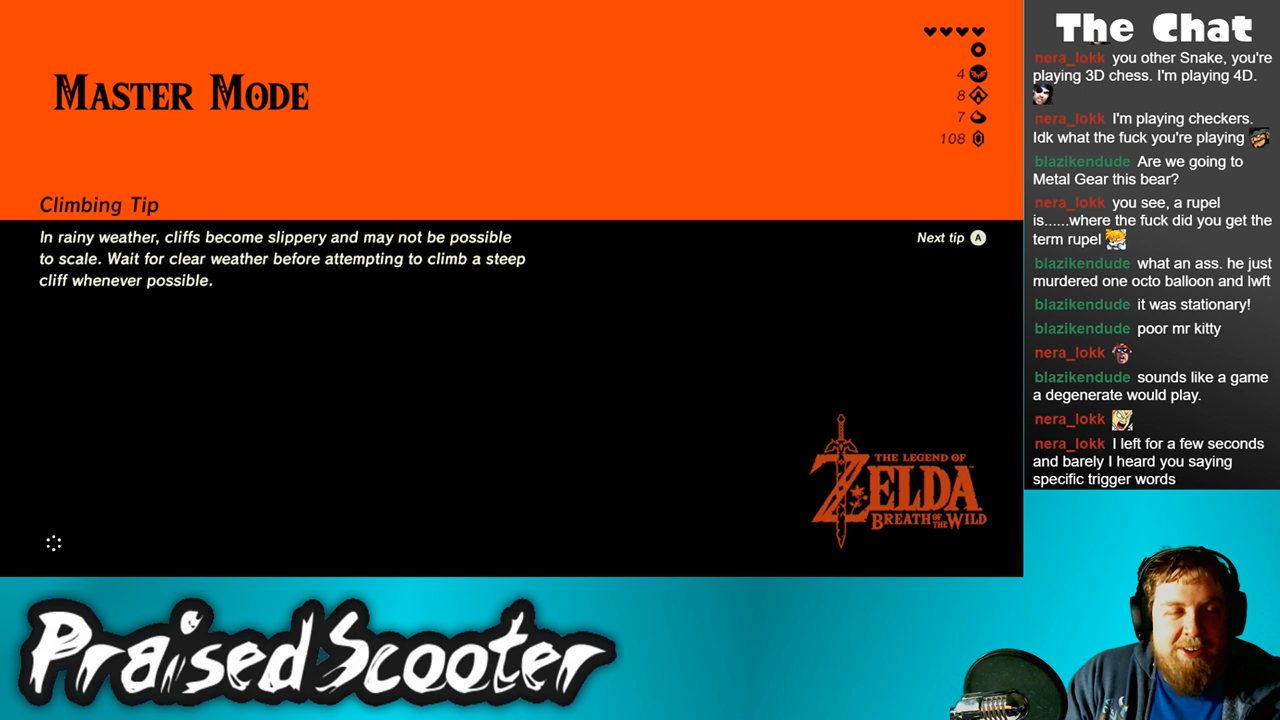 Master Mode
4
8
7
108
Climbing Tip
In rainy weather, cliffs become slippery and may not be possible
to scale. Wait for clear weather before attempting to climb a steep
cliff whenever possible.
Next tip A
THE LEGEND OF
ZELDA
BREATH OF THE WILD
The Chat
nera_lokk you other Snake, you're
playing 3D chess. I'm playing 4D.
nera_lokk I'm playing checkers.
Idk what the fuck you're playing
blazikendude Are we going to
Metal Gear this bear?
nera_lokk you see, a rupel
is......where the fuck did you get the
term rupel
blazikendude what an ass. he just
murdered one octo balloon and lwft
blazikendude it was stationary!
blazikendude poor mr kitty
nera_lokk
blazikendude sounds like a game
a degenerate would play.
nera_lokk
nera_lokk I left for a few seconds
and barely I heard you saying
specific trigger words
PraisedScooter